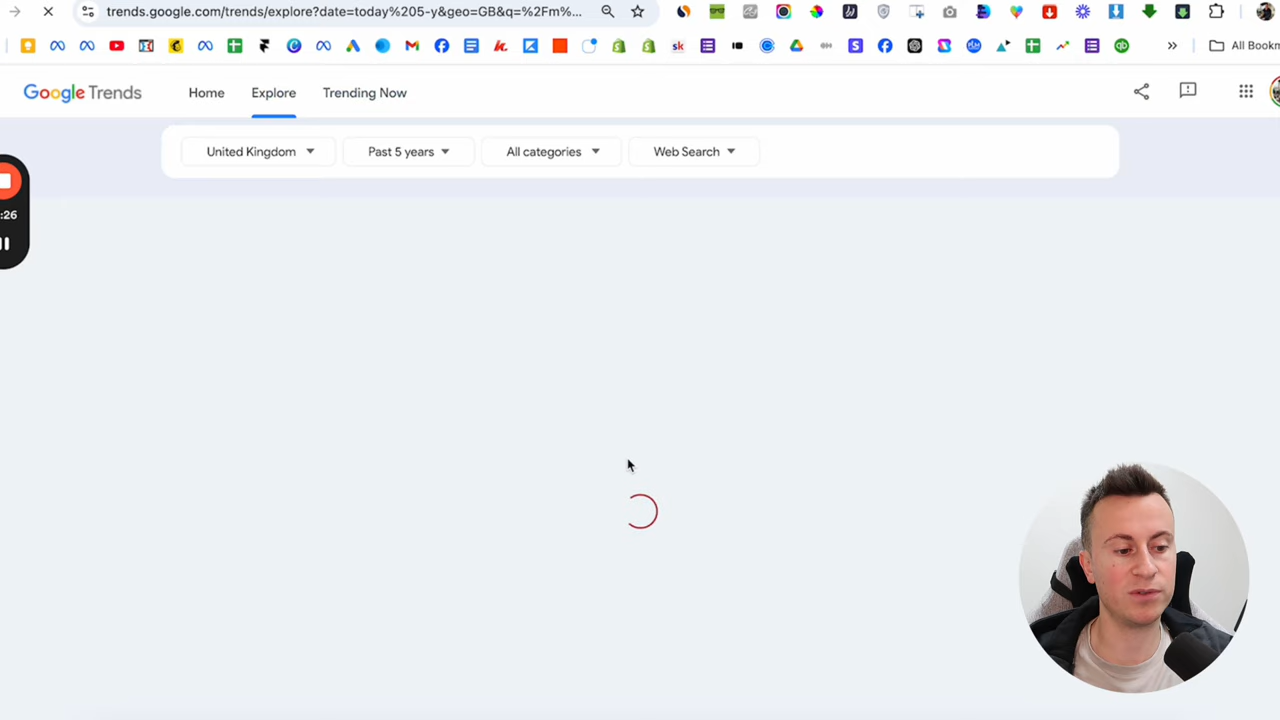 trends.google.com/trends/explore?date=today%205-y&geo=GB&q=%2Fm%...
sk
All Bookm
Google Trends
Home
Explore
Trending Now
United Kingdom
Past 5 years
All categories
Web Search
:26